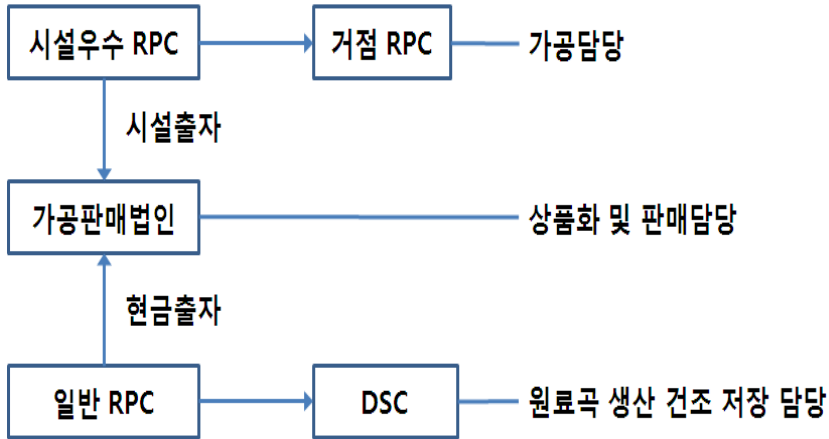 시설우수 RPC
거점 RPC
가공담당
시설출자
가공판매법인
상품화 및 판매담당
현금출자
일반 RPC
DSC
원료곡 생산 건조 저장 담당